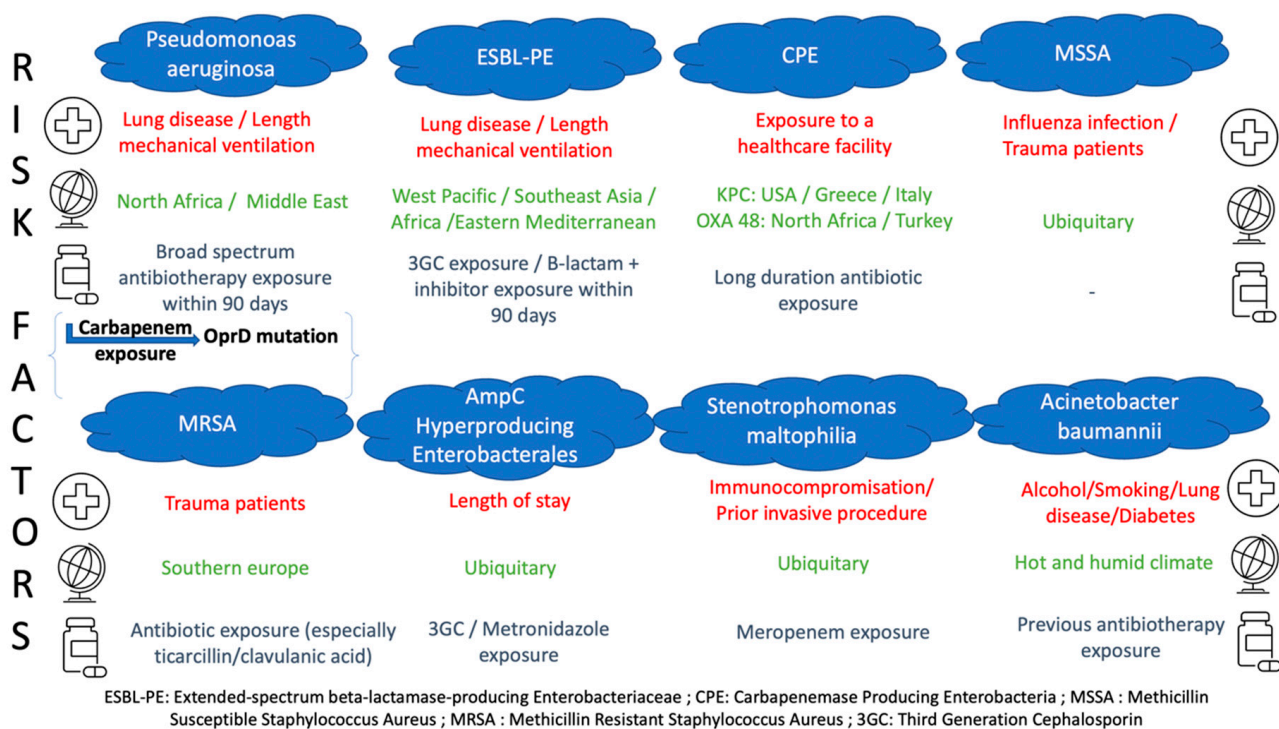 RISK FACTORS
Pseudomonoas
aeruginosa
ESBL-PE
CPE
MSSA
Lung disease / Length
mechanical ventilation
Lung disease / Length
mechanical ventilation
Exposure to a
healthcare facility
Influenza infection /
Trauma patients
North Africa / Middle East
West Pacific / Southeast Asia /
Africa /Eastern Mediterranean
KPC: USA / Greece / Italy
OXA 48: North Africa / Turkey
Ubiquitary
Broad spectrum
antibiotherapy exposure
within 90 days
3GC exposure / B-lactam +
inhibitor exposure within
90 days
Long duration antibiotic
exposure
-
Carbapenem
exposure
OprD mutation
MRSA
AmpC
Hyperproducing
Enterobacterales
Stenotrophomonas
maltophilia
Acinetobacter
baumannii
Trauma patients
Length of stay
Immunocompromisation/
Prior invasive procedure
Alcohol/Smoking/Lung
disease/Diabetes
Southern europe
Ubiquitary
Ubiquitary
Hot and humid climate
Antibiotic exposure (especially
ticarcillin/clavulanic acid)
3GC / Metronidazole
exposure
Meropenem exposure
Previous antibiotherapy
exposure
ESBL-PE: Extended-spectrum beta-lactamase-producing Enterobacteriaceae ; CPE: Carbapenemase Producing Enterobacteria ; MSSA : Methicillin
Susceptible Staphylococcus Aureus ; MRSA : Methicillin Resistant Staphylococcus Aureus ; 3GC: Third Generation Cephalosporin